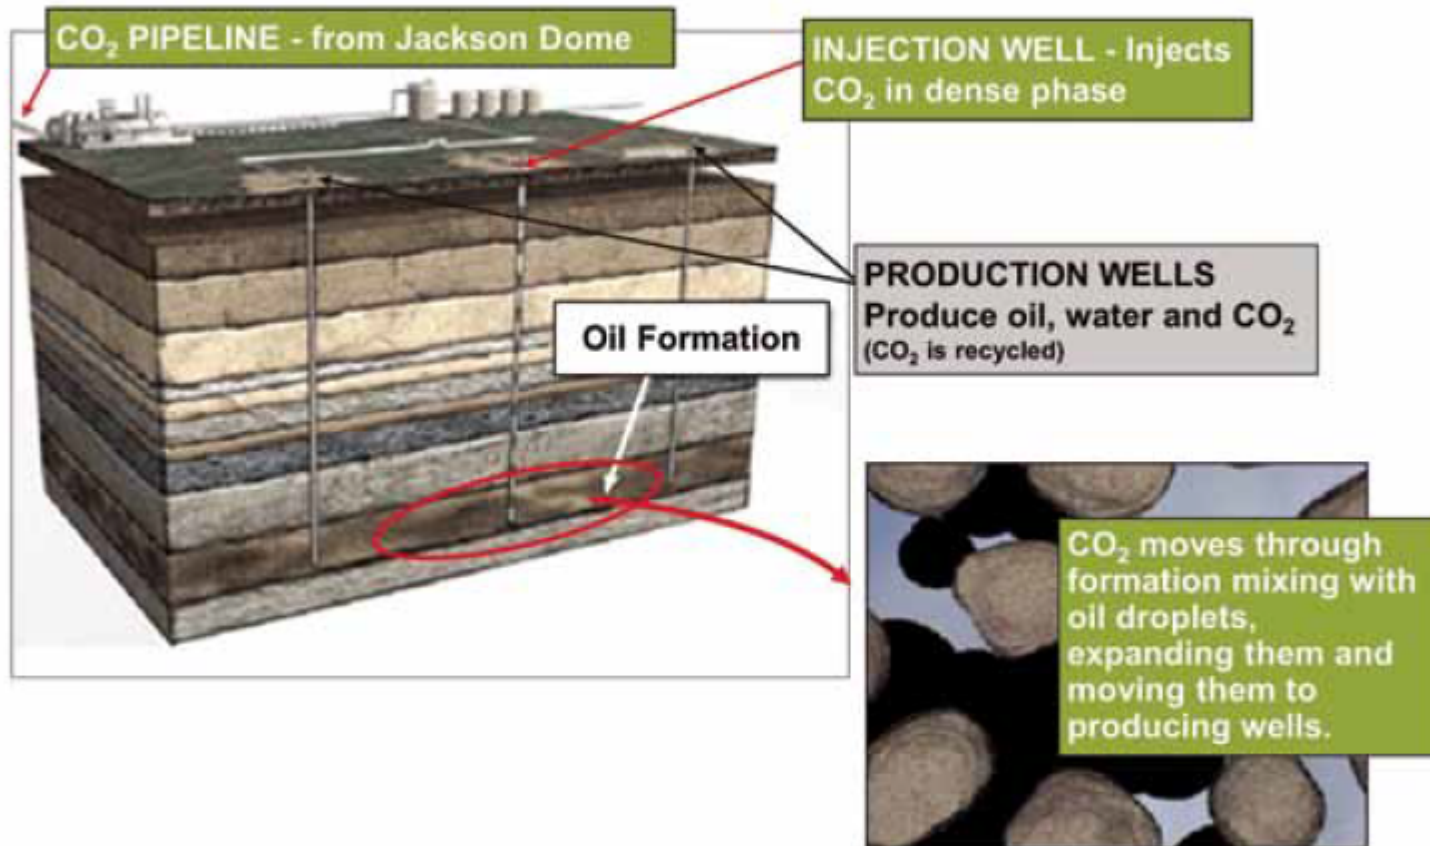 CO₂ PIPELINE - from Jackson Dome
INJECTION WELL - Injects
CO₂ in dense phase
PRODUCTION WELLS
Produce oil, water and CO₂
(CO₂ is recycled)
Oil Formation
CO₂ moves through
formation mixing with
oil droplets,
expanding them and
moving them to
producing wells.